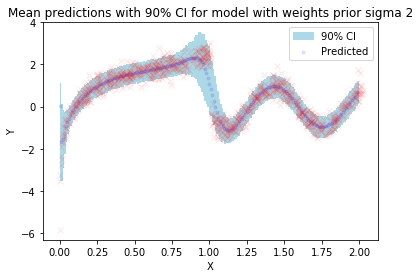 Mean predictions with 90% CI for model with weights prior sigma 2
4
2
0
−2
−4
−6
Y
90% CI
Predicted
0.00 0.25 0.50 0.75 1.00 1.25 1.50 1.75 2.00
X